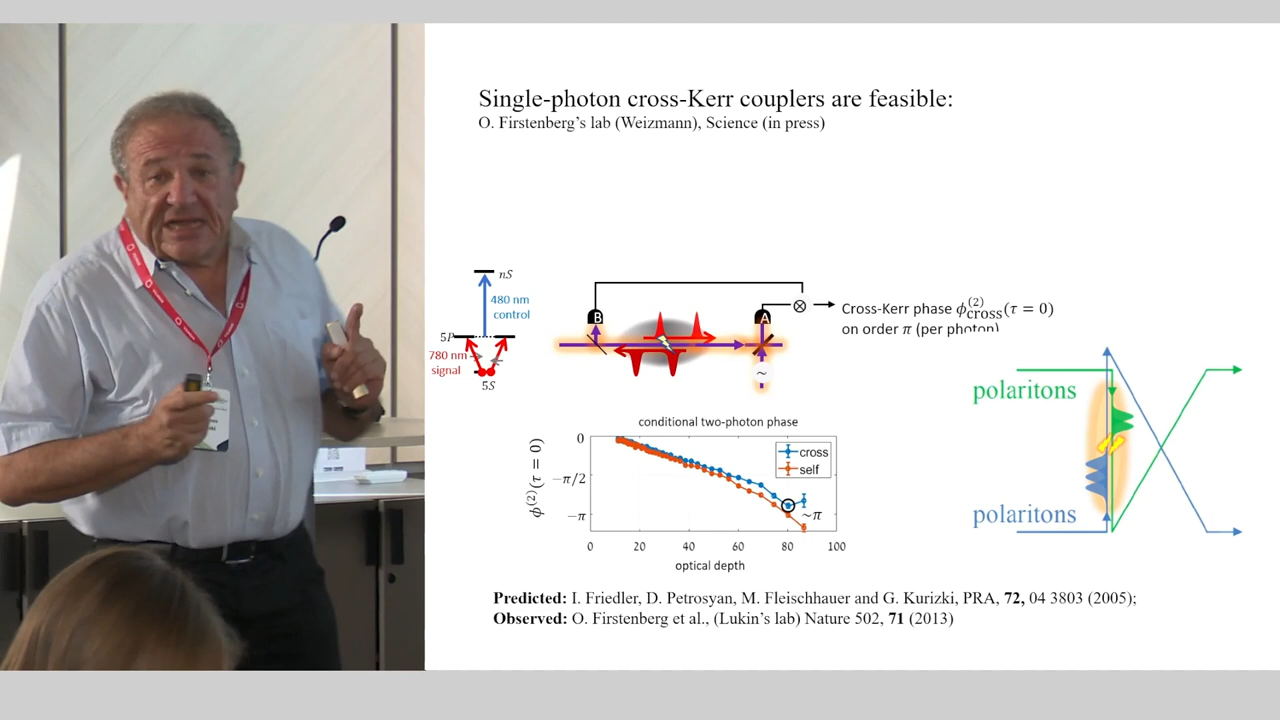 Single-photon cross-Kerr couplers are feasible:
O. Firstenberg's lab (Weizmann), Science (in press)
nS
480 nm
control
5P
780 nm
signal
5S
B
A
⊗
~
Cross-Kerr phase ϕ^(2)_cross(τ = 0)
on order π (per photon)
polaritons
polaritons
conditional two-photon phase
ϕ^(2)(τ = 0)
0
−π/2
−π
cross
self
~π
0 20 40 60 80 100
optical depth
Predicted: I. Friedler, D. Petrosyan, M. Fleischhauer and G. Kurizki, PRA, 72, 04 3803 (2005);
Observed: O. Firstenberg et al., (Lukin's lab) Nature 502, 71 (2013)